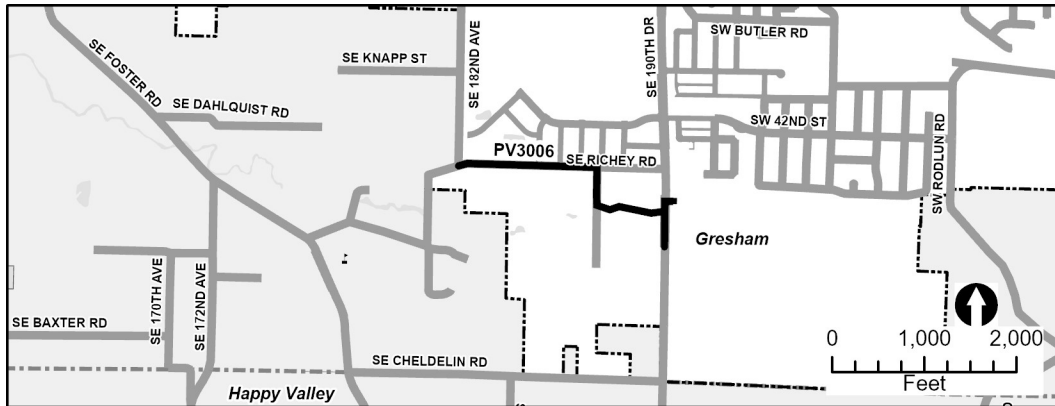 SW BUTLER RD
SE KNAPP ST
SE 182ND AVE
SE 190TH DR
SE FOSTER RD
SE DAHLQUIST RD
SW 42ND ST
SW RODLUN RD
PV3006
SE RICHEY RD
Gresham
SE 170TH AVE
SE 172ND AVE
SE BAXTER RD
0 1,000 2,000
Feet
SE CHELDELIN RD
Happy Valley